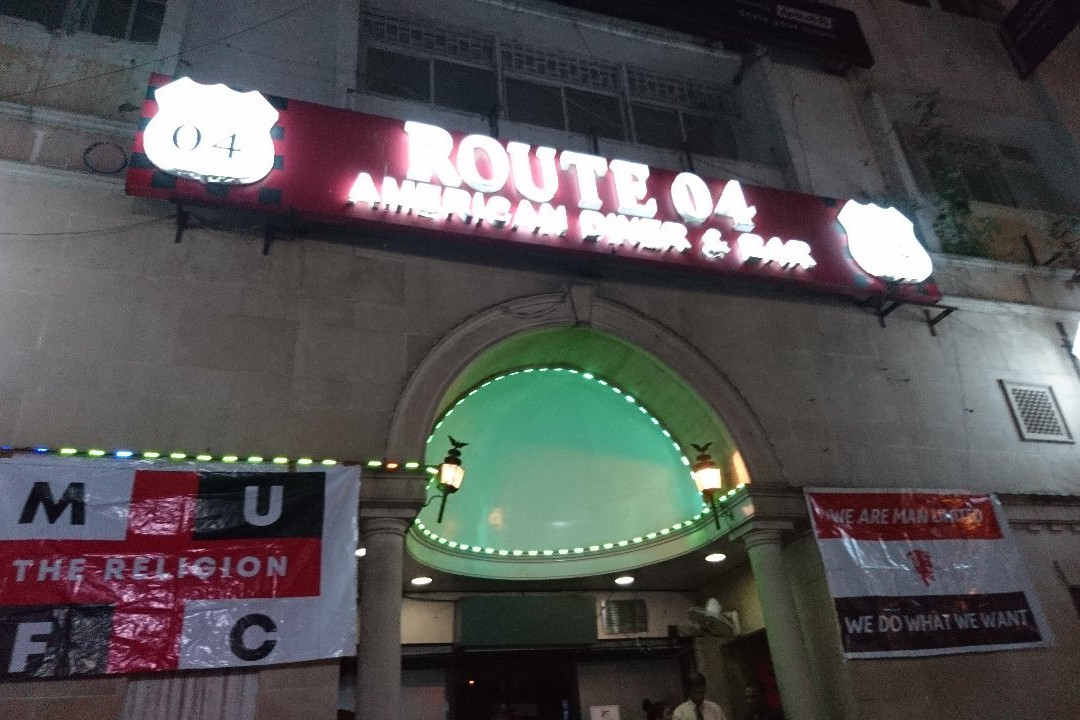 04
ROUTE 04
AMERICAN DINER & BAR
M U
THE RELIGION
F C
WE ARE MAN UNITED
WE DO WHAT WE WANT